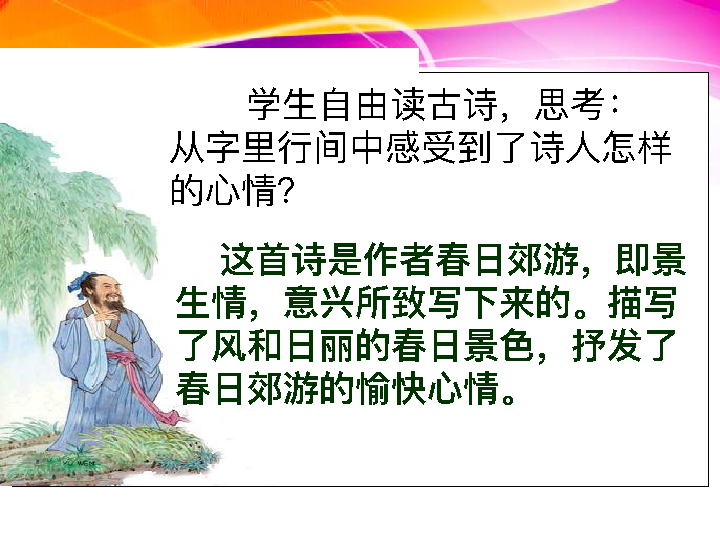 学生自由读古诗，思考：
从字里行间中感受到了诗人怎样
的心情？
这首诗是作者春日郊游，即景
生情，意兴所致写下来的。描写
了风和日丽的春日景色，抒发了
春日郊游的愉快心情。